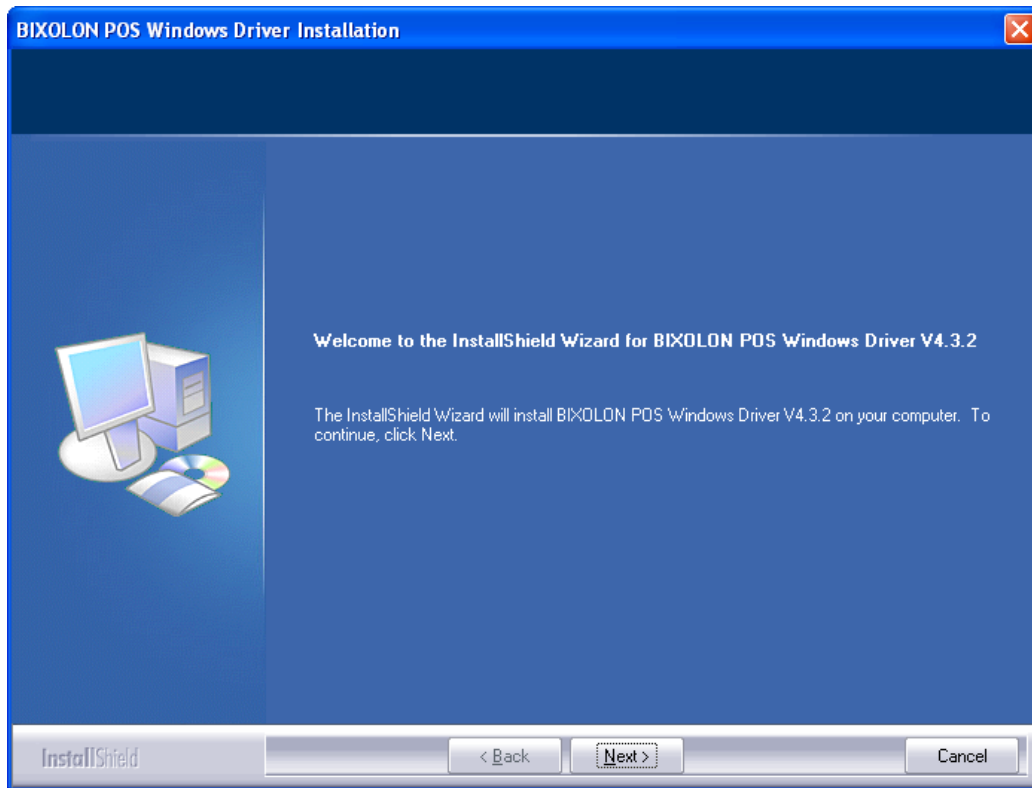 BIXOLON POS Windows Driver Installation
Welcome to the InstallShield Wizard for BIXOLON POS Windows Driver V4.3.2
The InstallShield Wizard will install BIXOLON POS Windows Driver V4.3.2 on your computer.  To
continue, click Next.
InstallShield
< Back
Next >
Cancel